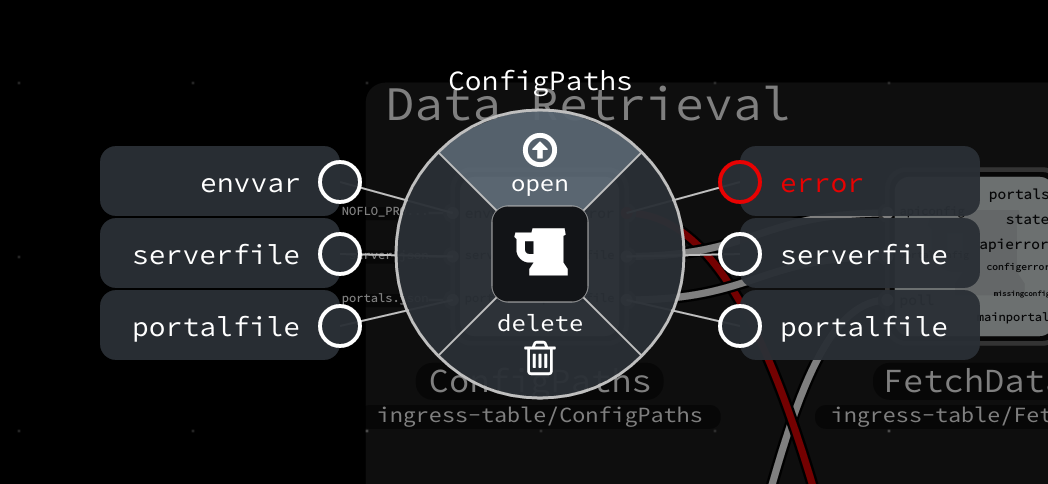 ConfigPaths
Data Retrieval
open
envvar
error
NOFLO_PR
portals
serverfile
serverfile
state
apierror
configerror
portals.
portalfile
delete
portalfile
missingconfig
mainportal
ConfigPaths
FetchData
ingress-table/ConfigPaths
ingress-table/Fet